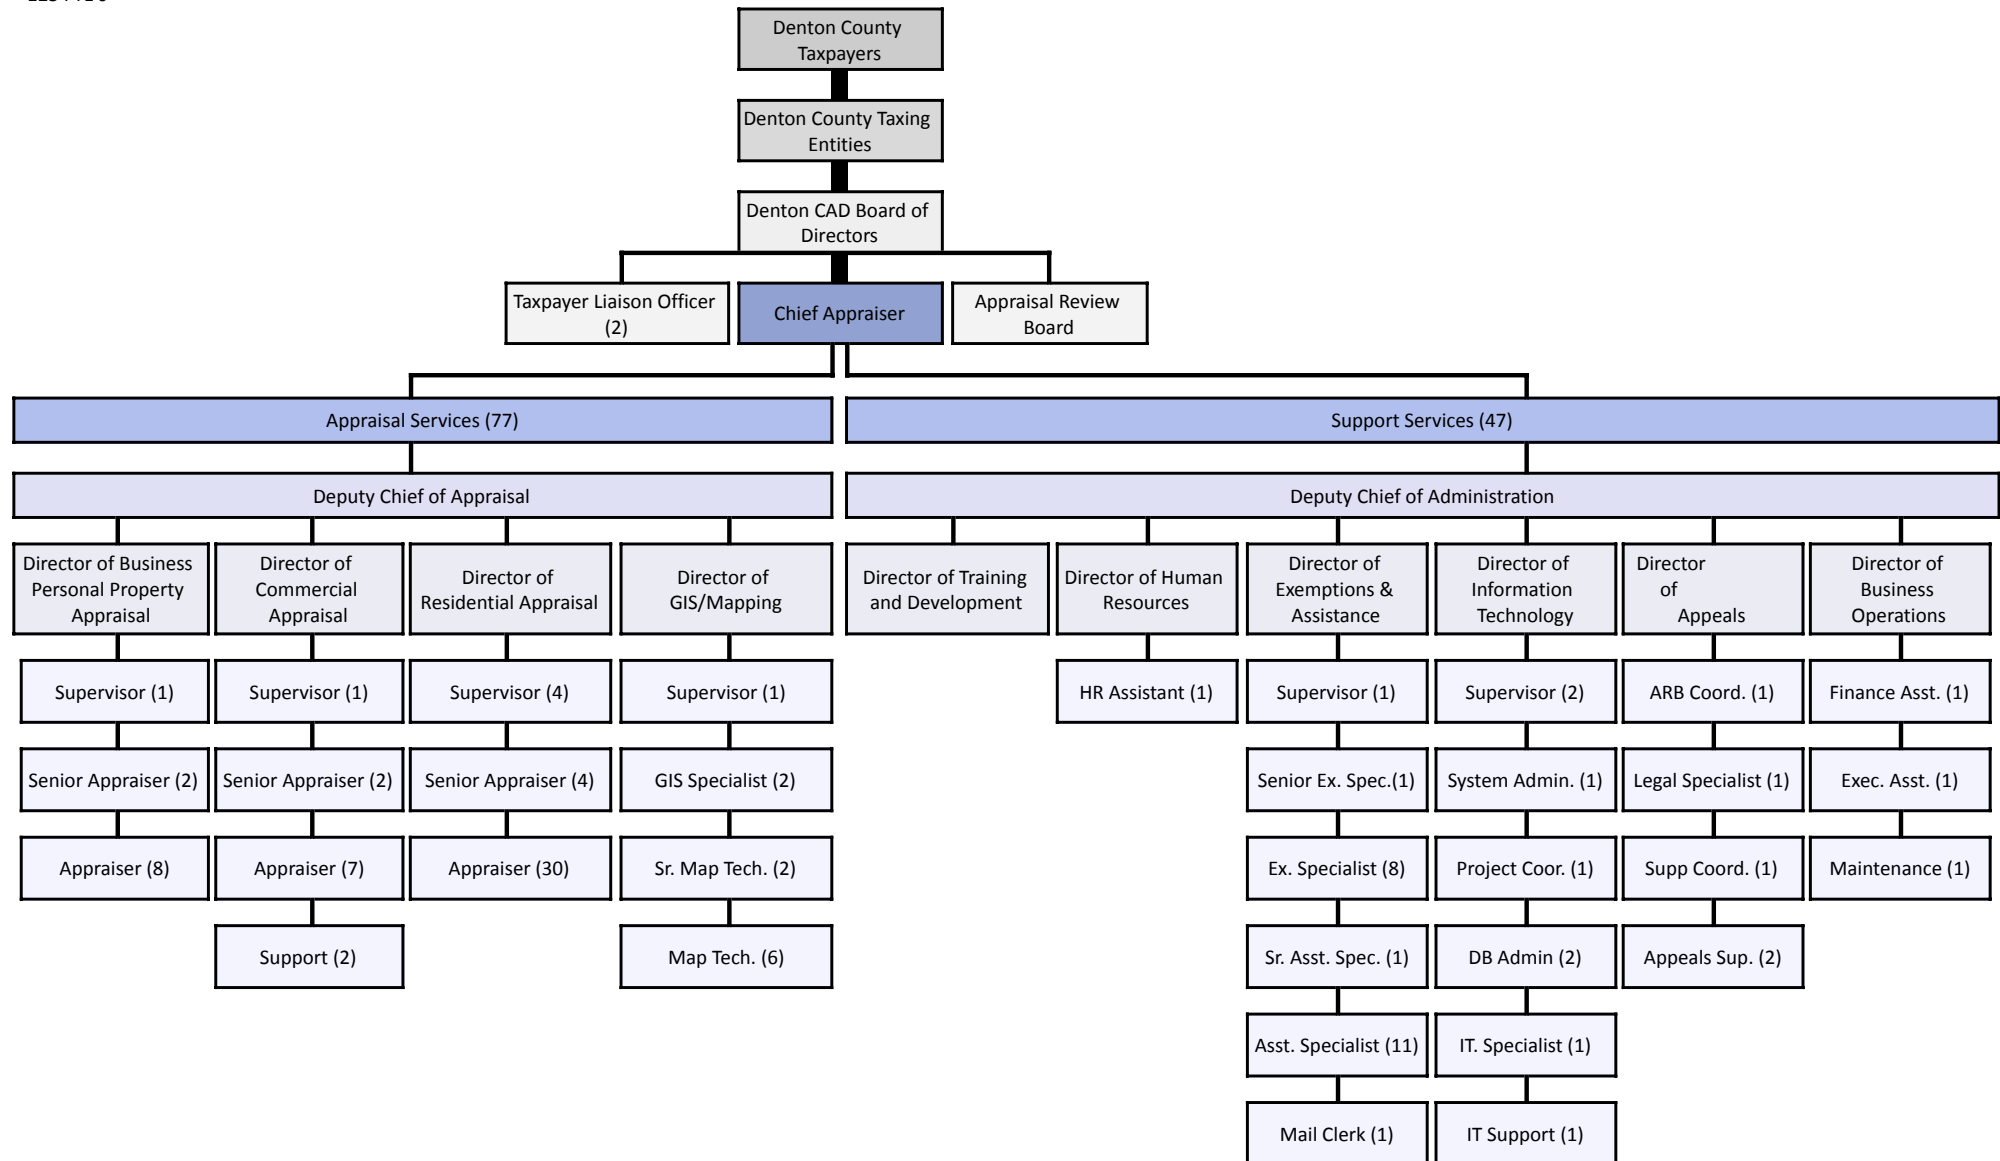 Denton County
Taxpayers
Denton County Taxing
Entities
Denton CAD Board of
Directors
Taxpayer Liaison Officer
(2)
Chief Appraiser
Appraisal Review
Board
Appraisal Services (77)
Support Services (47)
Deputy Chief of Appraisal
Deputy Chief of Administration
Director of Business
Personal Property
Appraisal
Director of
Commercial
Appraisal
Director of
Residential Appraisal
Director of
GIS/Mapping
Director of Training
and Development
Director of Human
Resources
Director of
Exemptions &
Assistance
Director of
Information
Technology
Director
of
Appeals
Director of
Business
Operations
Supervisor (1)
Supervisor (1)
Supervisor (4)
Supervisor (1)
HR Assistant (1)
Supervisor (1)
Supervisor (2)
ARB Coord. (1)
Finance Asst. (1)
Senior Appraiser (2)
Senior Appraiser (2)
Senior Appraiser (4)
GIS Specialist (2)
Senior Ex. Spec.(1)
System Admin. (1)
Legal Specialist (1)
Exec. Asst. (1)
Appraiser (8)
Appraiser (7)
Appraiser (30)
Sr. Map Tech. (2)
Ex. Specialist (8)
Project Coor. (1)
Supp Coord. (1)
Maintenance (1)
Support (2)
Map Tech. (6)
Sr. Asst. Spec. (1)
DB Admin (2)
Appeals Sup. (2)
Asst. Specialist (11)
IT. Specialist (1)
Mail Clerk (1)
IT Support (1)